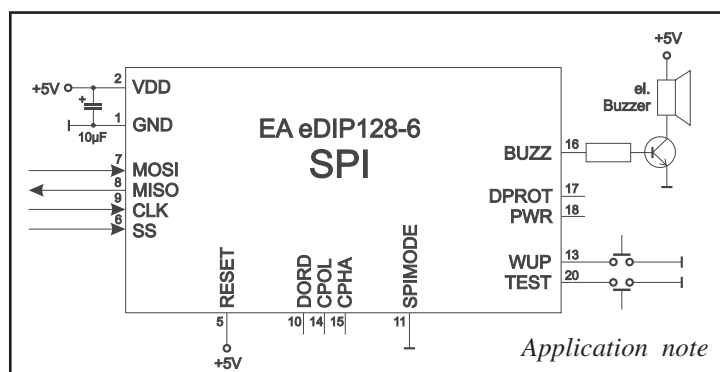 +5V
el.
Buzzer
+5V
2
VDD
+
10µF
1
GND
EA eDIP128-6
SPI
7
MOSI
8
MISO
9
CLK
6
SS
BUZZ
16
DPROT
17
PWR
18
WUP
13
TEST
20
RESET
DORD
CPOL
CPHA
SPIMODE
5
10
14
15
11
+5V
Application note